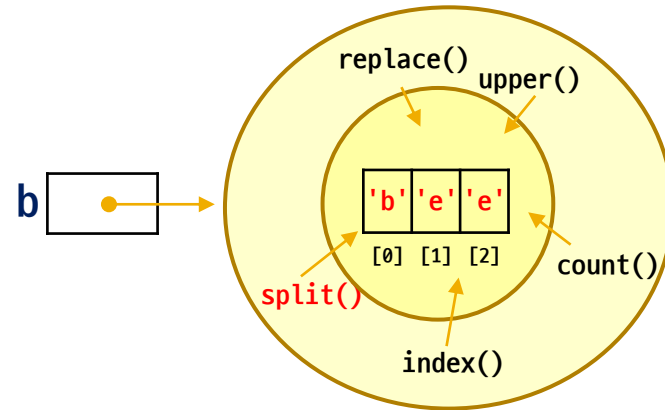 replace()
upper()
b
'b' 'e' 'e'
[0] [1] [2]
count()
split()
index()